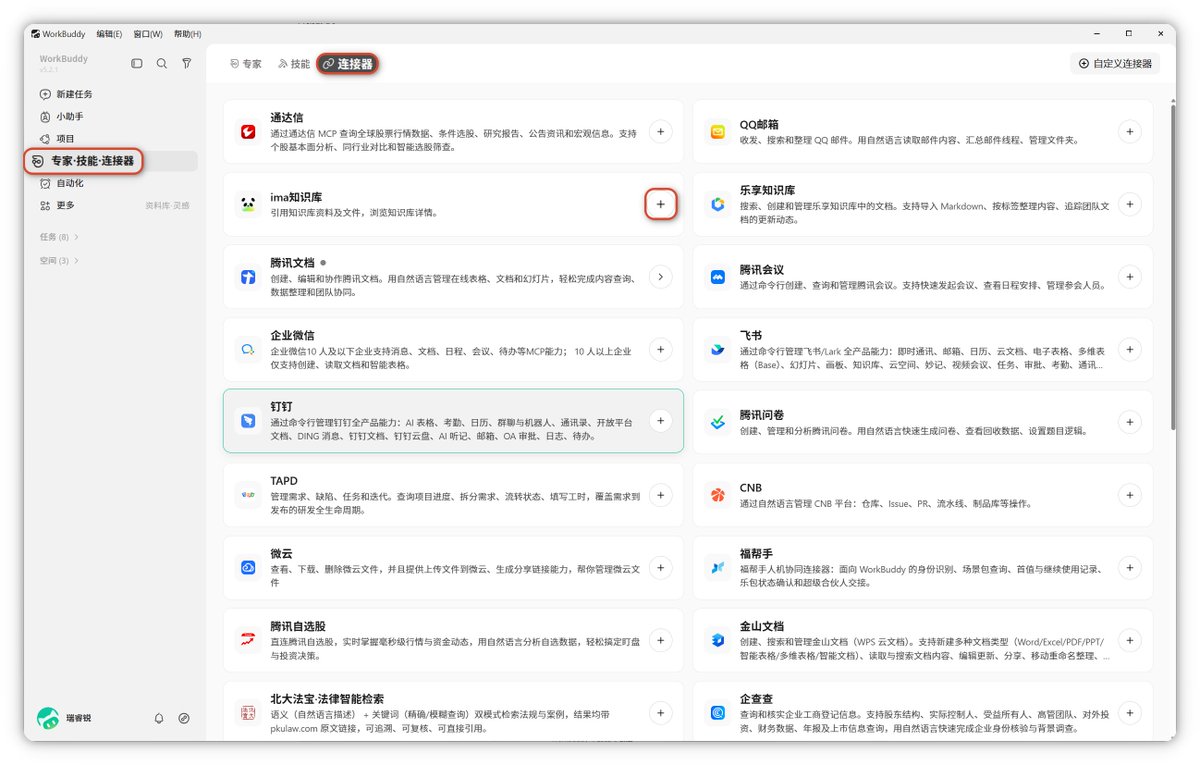 WorkBuddy 编辑(E) 窗口(W) 帮助(H)
WorkBuddy
v5.2.1
新建任务
小助手
项目
专家·技能·连接器
自动化
更多 资料库·灵感
任务 (8)
空间 (3)
瑞睿锐
专家 技能 连接器
自定义连接器
通达信
通过通达信 MCP 查询全球股票行情数据、条件选股、研究报告、公告资讯和宏观信息。支持
个股基本面分析、同行业对比和智能选股筛查。
QQ邮箱
收发、搜索和整理 QQ 邮件。用自然语言读取邮件内容、汇总邮件线程、管理文件夹。
ima知识库
引用知识库资料及文件，浏览知识库详情。
乐享知识库
搜索、创建和管理乐享知识库中的文档。支持导入 Markdown、按标签整理内容、追踪团队文
档的更新动态。
腾讯文档
创建、编辑和协作腾讯文档。用自然语言管理在线表格、文档和幻灯片，轻松完成内容查询、
数据整理和团队协同。
腾讯会议
通过命令行创建、查询和管理腾讯会议。支持快速发起会议、查看日程安排、管理参会人员。
企业微信
企业微信10 人及以下企业支持消息、文档、日程、会议、待办等MCP能力； 10 人以上企业
仅支持创建、读取文档和智能表格。
飞书
通过命令行管理飞书/Lark 全产品能力：即时通讯、邮箱、日历、云文档、电子表格、多维表
格（Base）、幻灯片、画板、知识库、云空间、妙记、视频会议、任务、审批、考勤、通讯...
钉钉
通过命令行管理钉钉全产品能力：AI 表格、考勤、日历、群聊与机器人、通讯录、开放平台
文档、DING 消息、钉钉文档、钉钉云盘、AI 听记、邮箱、OA 审批、日志、待办。
腾讯问卷
创建、管理和分析腾讯问卷。用自然语言快速生成问卷、查看回收数据、设置题目逻辑。
TAPD
管理需求、缺陷、任务和迭代。查询项目进度、拆分需求、流转状态、填写工时，覆盖需求到
发布的研发全生命周期。
CNB
通过自然语言管理 CNB 平台：仓库、Issue、PR、流水线、制品库等操作。
微云
查看、下载、删除微云文件，并且提供上传文件到微云、生成分享链接能力，帮你管理微云文
件
福帮手
福帮手人机协同连接器：面向 WorkBuddy 的身份识别、场景包查询、首值与继续使用记录、
乐包状态确认和超级合伙人交接。
腾讯自选股
直连腾讯自选股，实时掌握毫秒级行情与资金动态，用自然语言分析自选数据，轻松搞定盯盘
与投资决策。
金山文档
创建、搜索和管理金山文档（WPS 云文档）。支持新建多种文档类型（Word/Excel/PDF/PPT/
智能表格/多维表格/智能文档）、读取与搜索文档内容、编辑更新、分享、移动重命名整理、...
北大法宝·法律智能检索
语义（自然语言描述） + 关键词（精确/模糊查询）双模式检索法规与案例，结果均带
pkulaw.com 原文链接，可追溯、可复核、可直接引用。
企查查
查询和核实企业工商登记信息。支持股东结构、实际控制人、受益所有人、高管团队、对外投
资、财务数据、年报及上市信息查询，用自然语言快速完成企业身份核验与背景调查。